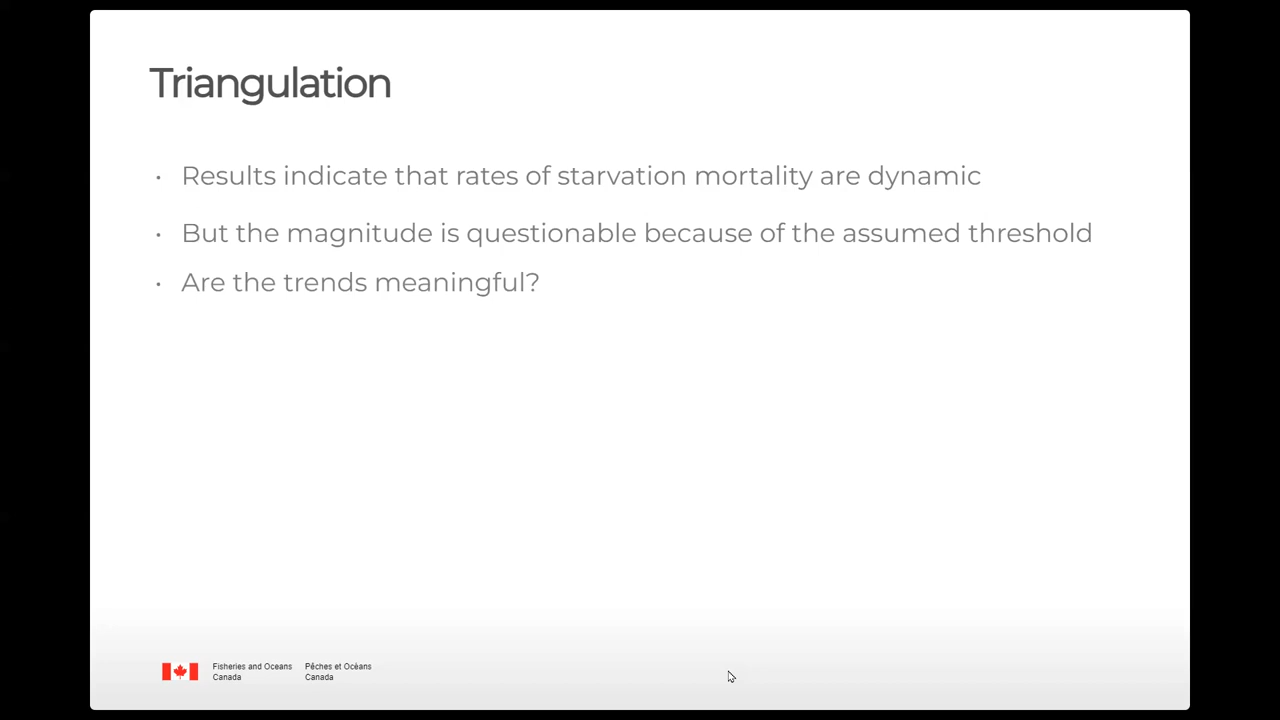 Triangulation
Results indicate that rates of starvation mortality are dynamic
But the magnitude is questionable because of the assumed threshold
Are the trends meaningful?
Fisheries and Oceans
Canada
Pêches et Océans
Canada